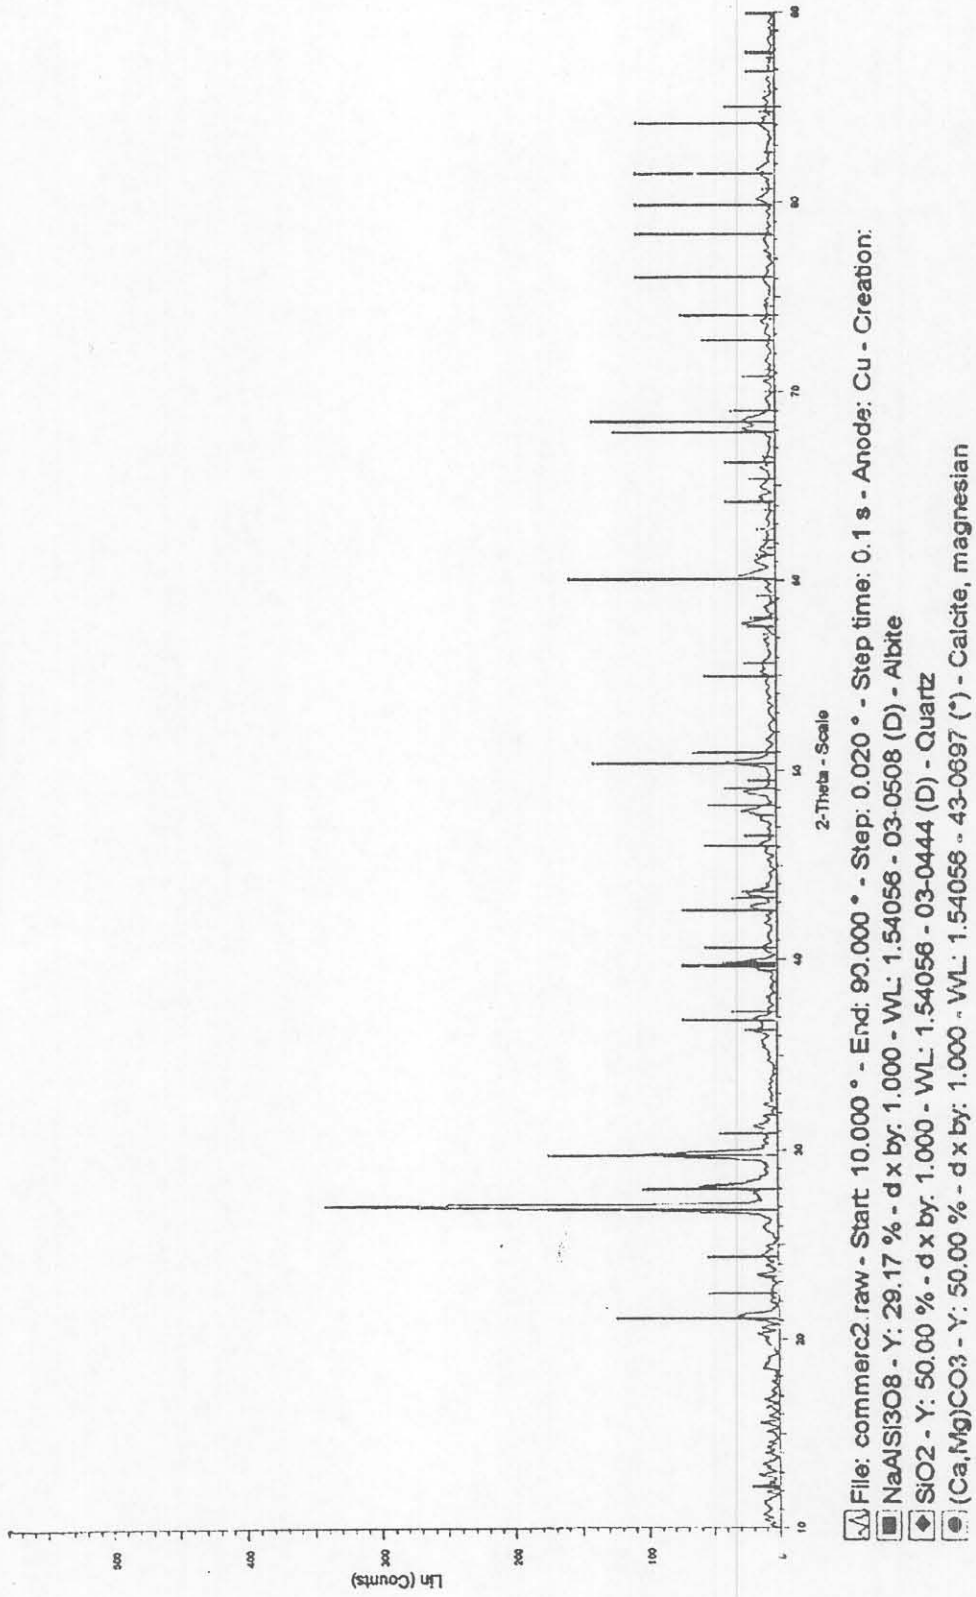 Lin (Counts)
500
400
300
200
100
0
10
20
30
40
50
60
70
80
90
2-Theta - Scale
File: commerc2.raw - Start: 10.000 ° - End: 90.000 ° - Step: 0.020 ° - Step time: 0.1 s - Anode: Cu - Creation:
NaAlSi3O8 - Y: 29.17 % - d x by: 1.000 - WL: 1.54056 - 03-0508 (D) - Albite
SiO2 - Y: 50.00 % - d x by: 1.000 - WL: 1.54056 - 03-0444 (D) - Quartz
(Ca,Mg)CO3 - Y: 50.00 % - d x by: 1.000 - WL: 1.54056 - 43-0697 (*) - Calcite, magnesian